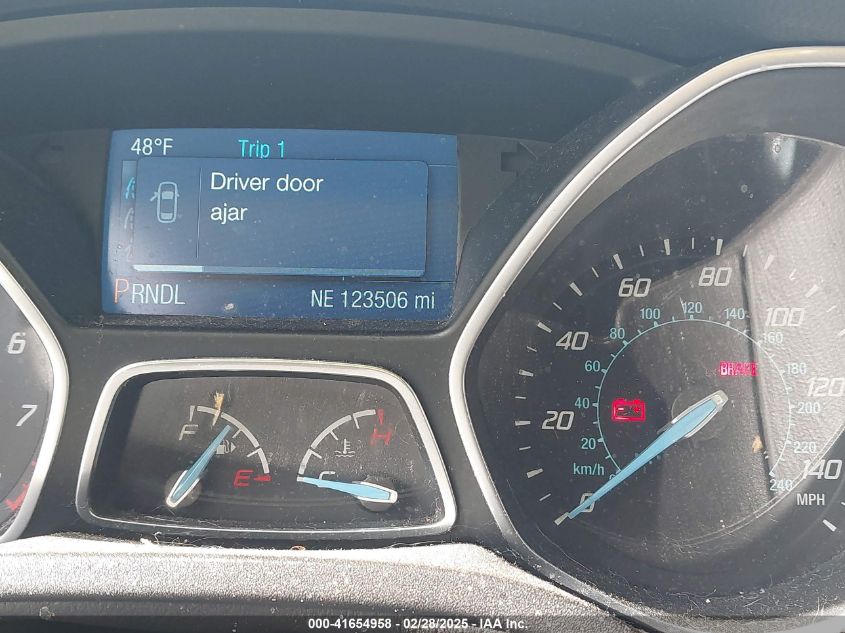 48°F Trip 1
Driver door
ajar
PRNDL NE 123506 mi
6
7
F
E
H
C
0
20
40
60
80
100
120
140
MPH
20
40
60
80
100
120
140
160
180
200
220
240
km/h
BRAKE
000-41654958 - 02/28/2025 - IAA Inc.